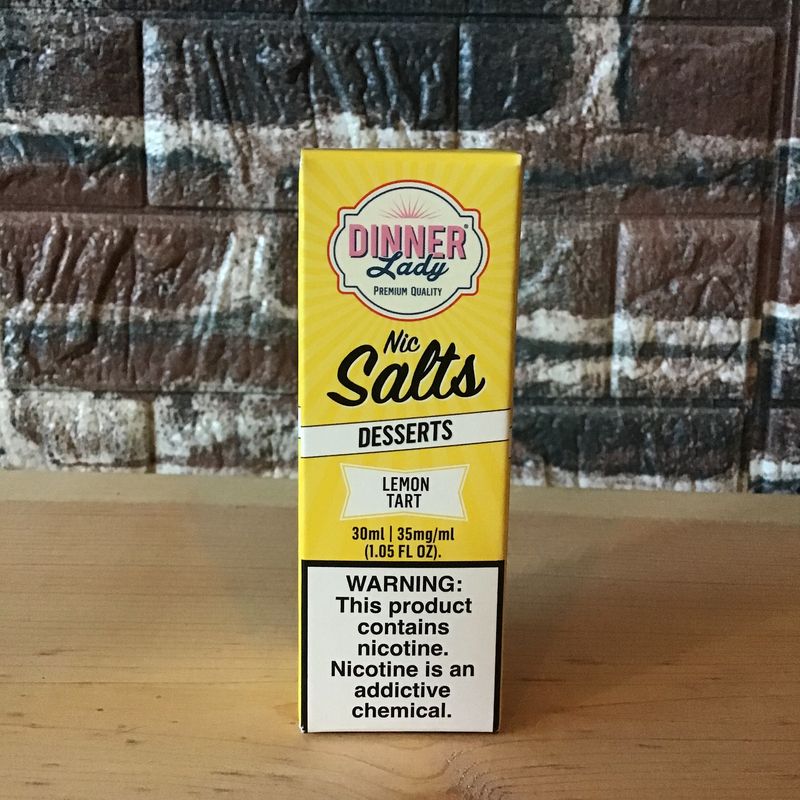 DINNER®
Lady
PREMIUM QUALITY
Nic
Salts
DESSERTS
LEMON
TART
30ml | 35mg/ml
(1.05 FL OZ).
WARNING:
This product
contains
nicotine.
Nicotine is an
addictive
chemical.